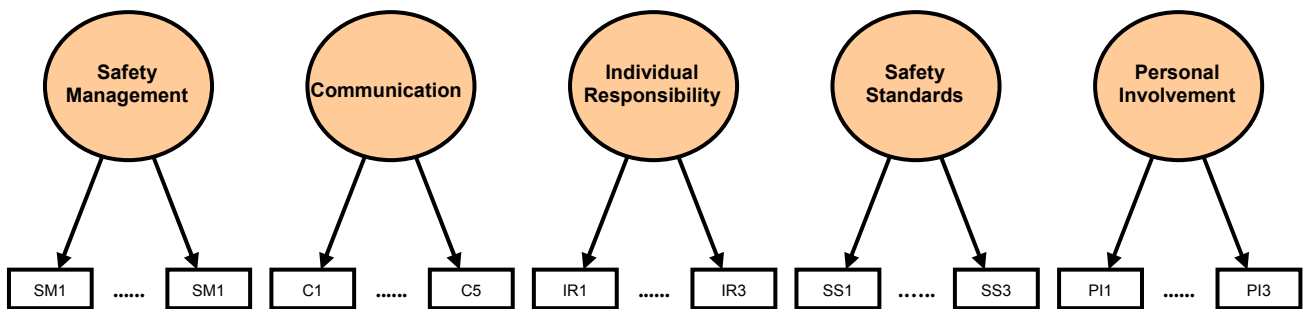 Safety
Management
Communication
Individual
Responsibility
Safety
Standards
Personal
Involvement
SM1 ...... SM1 C1 ...... C5 IR1 ...... IR3 SS1 ...... SS3 PI1 ...... PI3